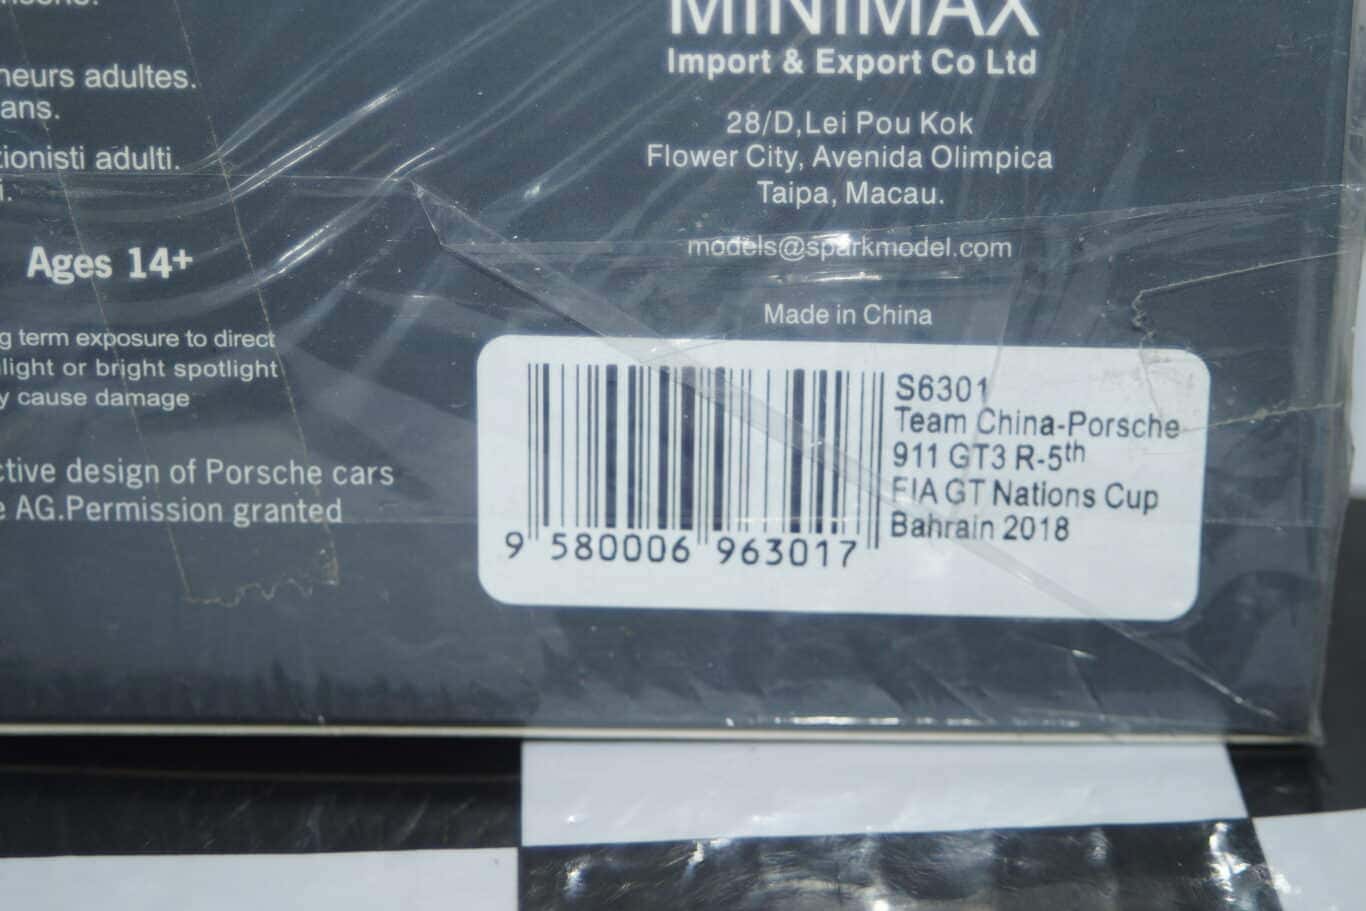 neurs adultes.
ans.
tionisti adulti.
Ages 14+
g term exposure to direct
light or bright spotlight
y cause damage
ctive design of Porsche cars
e AG.Permission granted
MINIMAX
Import & Export Co Ltd
28/D,Lei Pou Kok
Flower City, Avenida Olimpica
Taipa, Macau.
models@sparkmodel.com
Made in China
S6301
Team China-Porsche
911 GT3 R-5th
FIA GT Nations Cup
Bahrain 2018
9 580006 963017